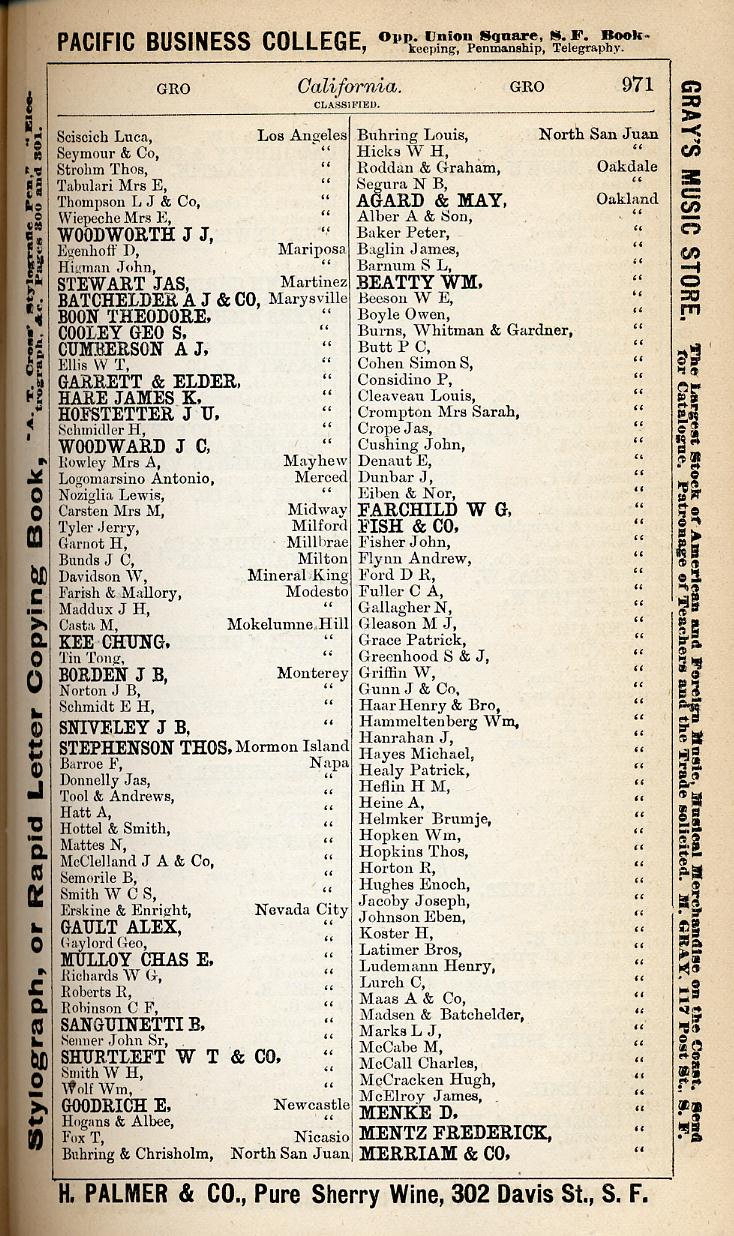 PACIFIC BUSINESS COLLEGE, Opp. Union Square, S. F. Book-
keeping, Penmanship, Telegraphy.
GRO California. GRO 971
CLASSIFIED.
Sciscich Luca, Los Angeles
Seymour & Co, “
Strohm Thos, “
Tabulari Mrs E, “
Thompson L J & Co, “
Wiepeche Mrs E, “
WOODWORTH J J, “
Egenhoff D, Mariposa
Higman John, “
STEWART JAS, Martinez
BATCHELDER A J & CO, Marysville
BOON THEODORE, “
COOLEY GEO S, “
CUMBERSON A J, “
Ellis W T, “
GARRETT & ELDER, “
HARE JAMES K, “
HOFSTETTER J U, “
Schmidler H, “
WOODWARD J C, “
Rowley Mrs A, Mayhew
Logomarsino Antonio, Merced
Noziglia Lewis, “
Carsten Mrs M, Midway
Tyler Jerry, Milford
Garnot H, Millbrae
Bunds J C, Milton
Davidson W, Mineral King
Farish & Mallory, Modesto
Maddux J H, “
Casta M, Mokelumne Hill
KEE CHUNG, “
Tin Tong, “
BORDEN J B, Monterey
Norton J B, “
Schmidt E H, “
SNIVELEY J B, “
STEPHENSON THOS, Mormon Island
Barroe F, Napa
Donnelly Jas, “
Tool & Andrews, “
Hatt A, “
Hottel & Smith, “
Mattes N, “
McClelland J A & Co, “
Semorile B, “
Smith W C S, “
Erskine & Enright, Nevada City
GAULT ALEX, “
Gaylord Geo, “
MULLOY CHAS E, “
Richards W G, “
Roberts R, “
Robinson C F, “
SANGUINETTI B, “
Senner John Sr, “
SHURTLEFT W T & CO, “
Smith W H, “
Wolf Wm, “
GOODRICH E, Newcastle
Hogans & Albee, “
Fox T, Nicasio
Buhring & Chrisholm, North San Juan
Buhring Louis, North San Juan
Hicks W H, “
Roddan & Graham, Oakdale
Segura N B, “
AGARD & MAY, Oakland
Alber A & Son, “
Baker Peter, “
Baglin James, “
Barnum S L, “
BEATTY WM, “
Beeson W E, “
Boyle Owen, “
Burns, Whitman & Gardner, “
Butt P C, “
Cohen Simon S, “
Considino P, “
Cleaveau Louis, “
Crompton Mrs Sarah, “
Crope Jas, “
Cushing John, “
Denaut E, “
Dunbar J, “
Eiben & Nor, “
FARCHILD W G, “
FISH & CO, “
Fisher John, “
Flynn Andrew, “
Ford D R, “
Fuller C A, “
Gallagher N, “
Gleason M J, “
Grace Patrick, “
Greenhood S & J, “
Griffin W, “
Gunn J & Co, “
Haar Henry & Bro, “
Hammeltenberg Wm, “
Hanrahan J, “
Hayes Michael, “
Healy Patrick, “
Heflin H M, “
Heine A, “
Helmker Brumje, “
Hopken Wm, “
Hopkins Thos, “
Horton R, “
Hughes Enoch, “
Jacoby Joseph, “
Johnson Eben, “
Koster H, “
Latimer Bros, “
Ludemann Henry, “
Lurch C, “
Maas A & Co, “
Madsen & Batchelder, “
Marks L J, “
McCabe M, “
McCall Charles, “
McCracken Hugh, “
McElroy James, “
MENKE D. “
MENTZ FREDERICK, “
MERRIAM & CO, “
H. PALMER & CO., Pure Sherry Wine, 302 Davis St., S. F.
Stylograph, or Rapid Letter Copying Book, "A. T. Cross' Stylografic Pen," "Elec-
trograph, &c. Pages 300 and 301.
GRAY'S MUSIC STORE. The Largest Stock of American and Foreign Music, Musical Merchandise on the Coast. Send
for Catalogue. Patronage of Teachers and the Trade solicited. M. GRAY, 117 Post St., S. F.